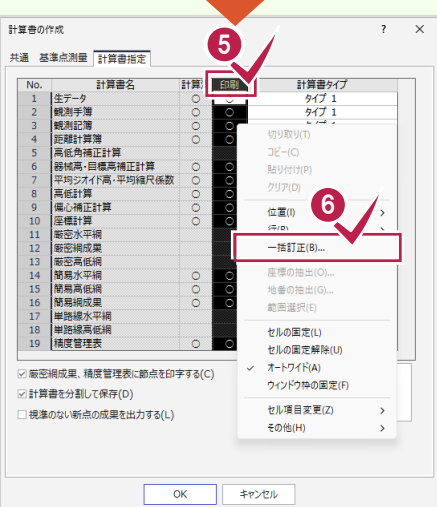 5
計算書の作成 ? ×
共通 基準点測量 計算書指定
No. 計算書名 計算 印刷 計算書タイプ
1 生データ ○ ○ タイプ 1
2 観測手簿 ○ ○ タイプ 1
3 観測記簿 ○ ○
4 距離計算簿 ○ ○
5 高低角補正計算
6 器械高・目標高補正計算 ○ ○
7 平均ジオイド高・平均縮尺係数 ○ ○
8 高低計算 ○ ○
9 偏心補正計算 ○ ○
10 座標計算 ○ ○
11 厳密水平網
12 厳密網成果
13 厳密高低網
14 簡易水平網 ○ ○
15 簡易高低網 ○ ○
16 簡易網成果 ○ ○
17 単路線水平網
18 単路線高低網
19 精度管理表 ○ ○
切り取り(T)
コピー(C)
貼り付け(P)
クリア(D)
位置(I) >
6
行(R)
一括訂正(B)...
座標の抽出(O)...
地番の抽出(G)...
範囲選択(E)
セルの固定(L)
セルの固定解除(U)
✓ オートワイド(A)
ウィンドウ枠の固定(F)
セル項目変更(Z) >
その他(H) >
厳密網成果、精度管理表に節点を印字する(C)
計算書を分割して保存(D)
視準のない新点の成果を出力する(L)
OK キャンセル